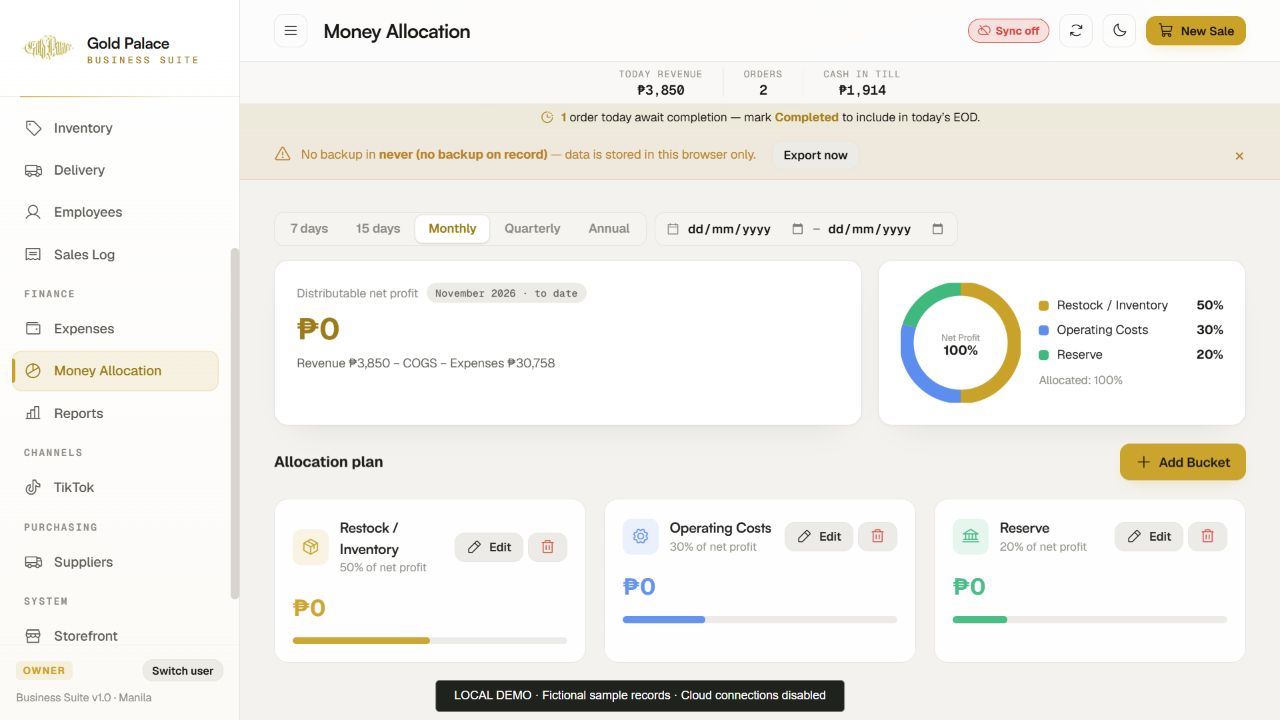 Gold Palace
BUSINESS SUITE
Inventory
Delivery
Employees
Sales Log
FINANCE
Expenses
Money Allocation
Reports
CHANNELS
TikTok
PURCHASING
Suppliers
SYSTEM
Storefront
OWNER
Switch user
Business Suite v1.0 · Manila
Money Allocation
Sync off
New Sale
TODAY REVENUE
₱3,850
ORDERS
2
CASH IN TILL
₱1,914
1 order today await completion — mark Completed to include in today's EOD.
No backup in never (no backup on record) — data is stored in this browser only.
Export now
7 days
15 days
Monthly
Quarterly
Annual
dd/mm/yyyy – dd/mm/yyyy
Distributable net profit
November 2026 · to date
₱0
Revenue ₱3,850 – COGS – Expenses ₱30,758
Net Profit
100%
Restock / Inventory 50%
Operating Costs 30%
Reserve 20%
Allocated: 100%
Allocation plan
Add Bucket
Restock /
Inventory
50% of net profit
Edit
₱0
Operating Costs
30% of net profit
Edit
₱0
Reserve
20% of net profit
Edit
₱0
LOCAL DEMO · Fictional sample records · Cloud connections disabled